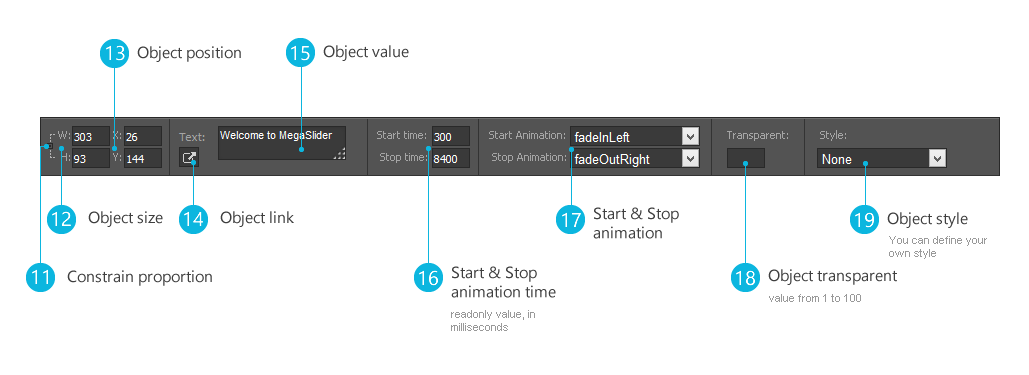 13 Object position
15 Object value
W: 303 X: 26
H: 93 Y: 144
Text: Welcome to MegaSlider
Start time: 300
Stop time: 8400
Start Animation: fadeInLeft
Stop Animation: fadeOutRight
Transparent:
Style:
None
12 Object size
14 Object link
17 Start & Stop
animation
19 Object style
You can define your
own style
11 Constrain proportion
16 Start & Stop
animation time
readonly value, in
milliseconds
18 Object transparent
value from 1 to 100